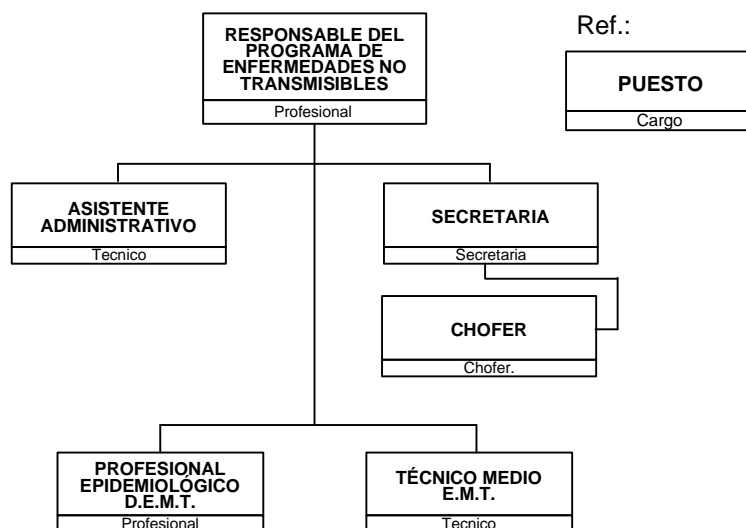 RESPONSABLE DEL
PROGRAMA DE
ENFERMEDADES NO
TRANSMISIBLES
Profesional
Ref.:
PUESTO
Cargo
ASISTENTE
ADMINISTRATIVO
Tecnico
SECRETARIA
Secretaria
CHOFER
Chofer.
PROFESIONAL
EPIDEMIOLÓGICO
D.E.M.T.
Profesional
TÉCNICO MEDIO
E.M.T.
Tecnico